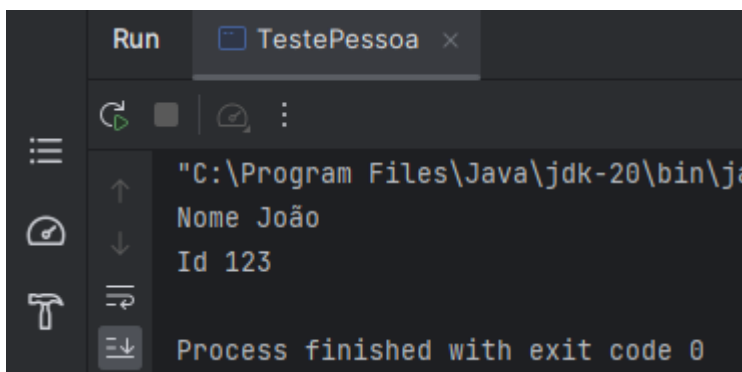 Run TestePessoa
"C:\Program Files\Java\jdk-20\bin\ja
Nome João
Id 123
Process finished with exit code 0